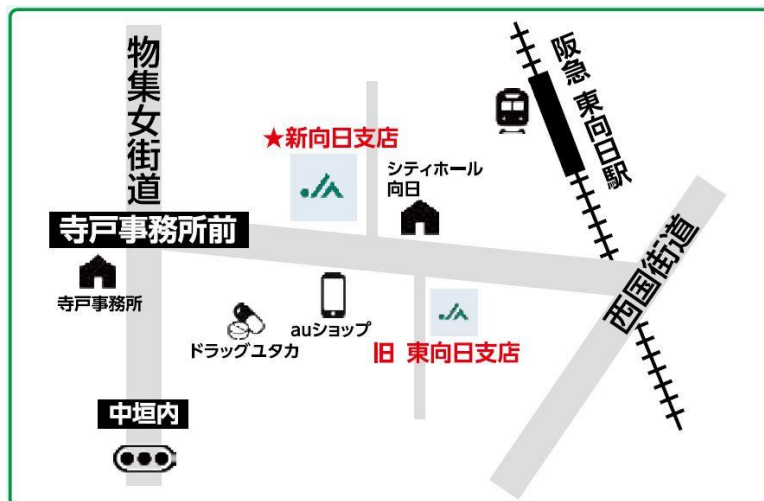 物集女街道
阪急 東向日駅
★新向日支店
JA
シティホール
向日
寺戸事務所前
寺戸事務所
auショップ
ドラッグユタカ
JA
旧 東向日支店
西国街道
中垣内